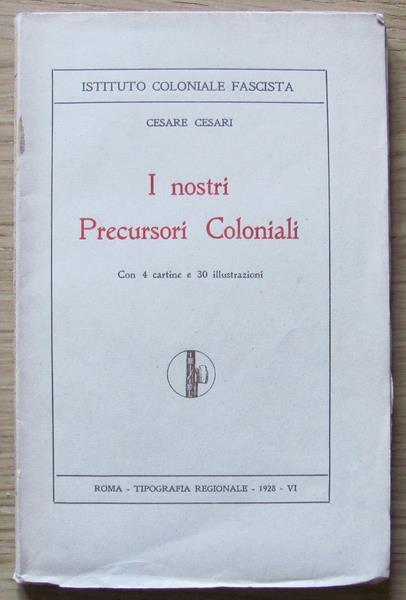 ISTITUTO COLONIALE FASCISTA
CESARE CESARI
I nostri
Precursori Coloniali
Con 4 cartine e 30 illustrazioni
ROMA - TIPOGRAFIA REGIONALE - 1928 - VI